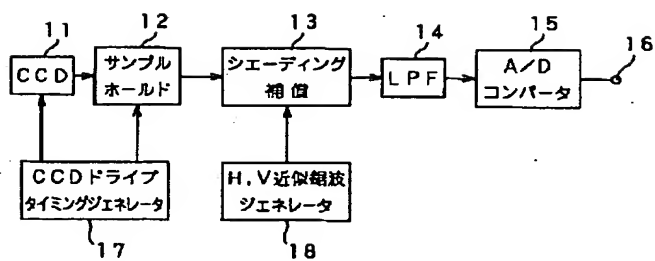 11
12
13
14
15
16
CCD
サンプル
ホールド
シェーディング
補償
LPF
A/D
コンバータ
CCDドライブ
タイミングジェネレータ
H,V近似鋸波
ジェネレータ
17
18